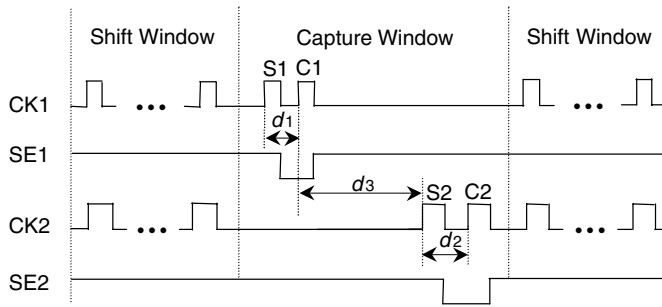 Shift Window Capture Window Shift Window
S1 C1
CK1 ••• •••
d1
SE1
d3
S2 C2
CK2 ••• •••
d2
SE2